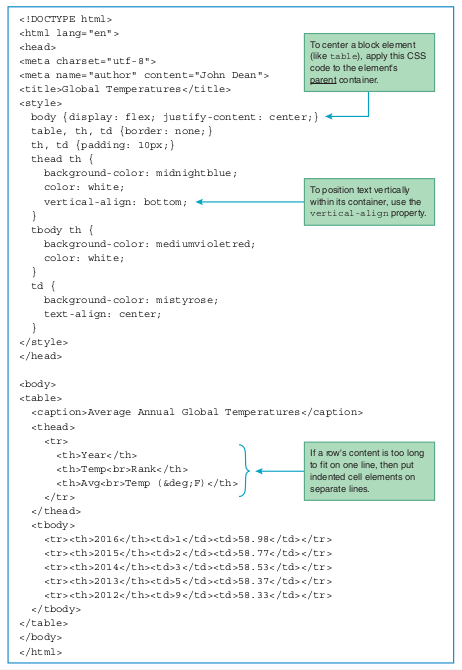 <!DOCTYPE html>
<html lang="en">
<head>
<meta charset="utf-8">
<meta name="author" content="John Dean">
<title>Global Temperatures</title>
<style>
  body {display: flex; justify-content: center;}
  table, th, td {border: none;}
  th, td {padding: 10px;}
  thead th {
    background-color: midnightblue;
    color: white;
    vertical-align: bottom;
  }
  tbody th {
    background-color: mediumvioletred;
    color: white;
  }
  td {
    background-color: mistyrose;
    text-align: center;
  }
</style>
</head>

<body>
<table>
  <caption>Average Annual Global Temperatures</caption>
  <thead>
    <tr>
      <th>Year</th>
      <th>Temp<br>Rank</th>
      <th>Avg<br>Temp (&deg;F)</th>
    </tr>
  </thead>
  <tbody>
    <tr><th>2016</th><td>1</td><td>58.98</td></tr>
    <tr><th>2015</th><td>2</td><td>58.77</td></tr>
    <tr><th>2014</th><td>3</td><td>58.53</td></tr>
    <tr><th>2013</th><td>5</td><td>58.37</td></tr>
    <tr><th>2012</th><td>9</td><td>58.33</td></tr>
  </tbody>
</table>
</body>
</html>
To center a block element
(like table), apply this CSS
code to the element's
parent container.
To position text vertically
within its container, use the
vertical-align property.
If a row's content is too long
to fit on one line, then put
indented cell elements on
separate lines.